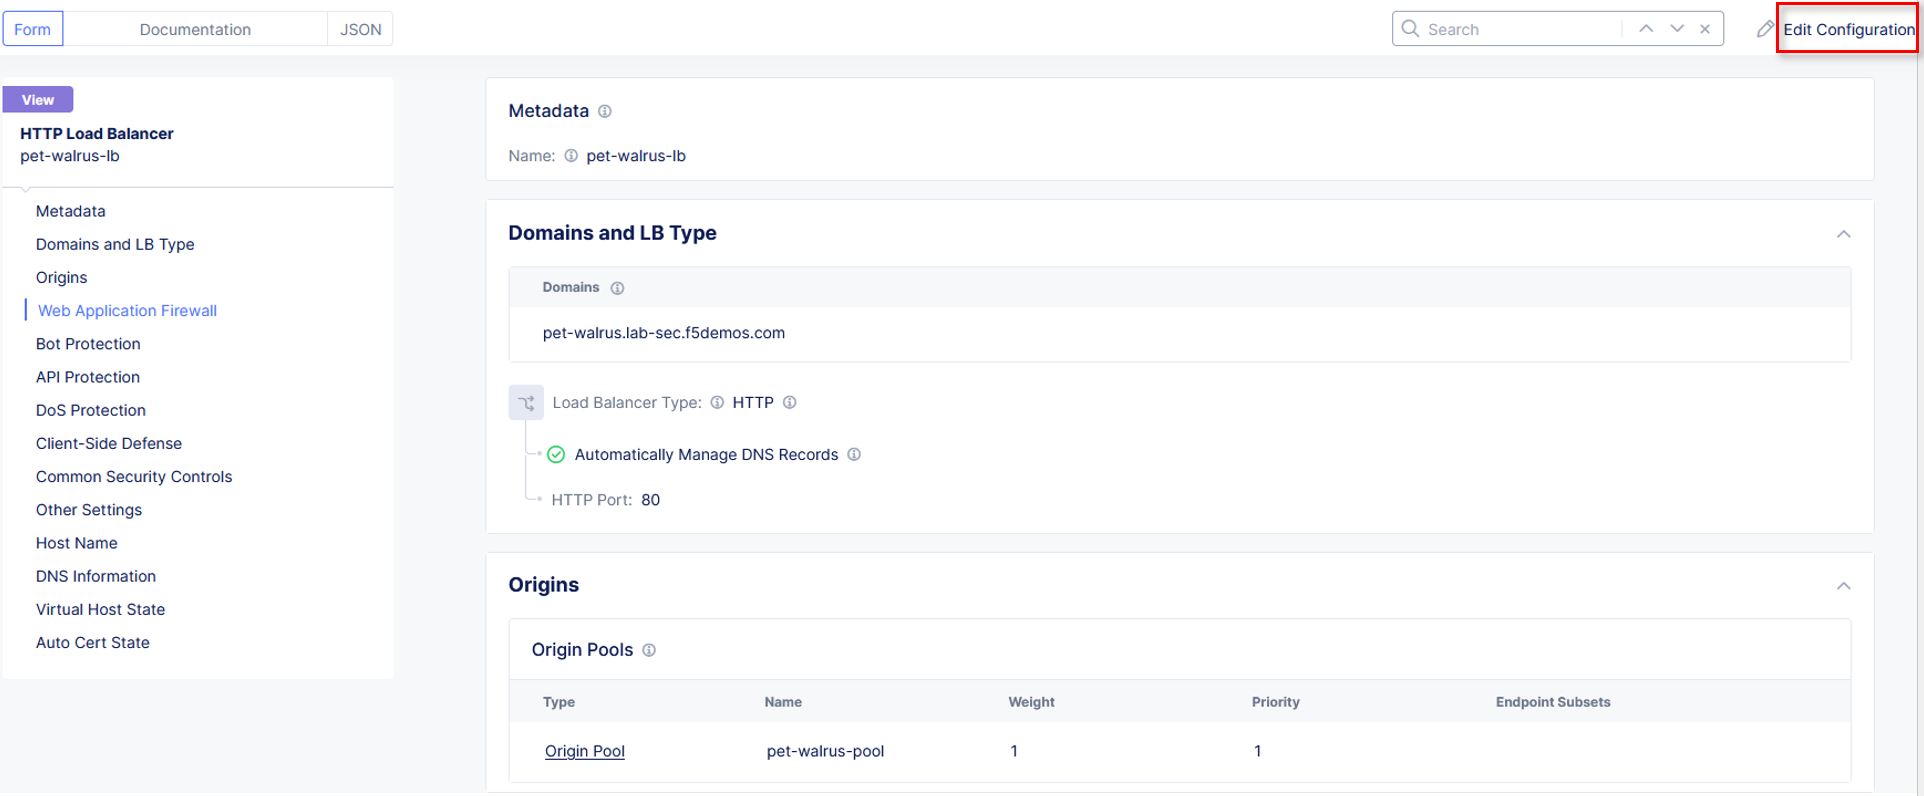 Form Documentation JSON Search Edit Configuration
View
HTTP Load Balancer
pet-walrus-lb
Metadata
Domains and LB Type
Origins
Web Application Firewall
Bot Protection
API Protection
DoS Protection
Client-Side Defense
Common Security Controls
Other Settings
Host Name
DNS Information
Virtual Host State
Auto Cert State
Metadata
Name: pet-walrus-lb
Domains and LB Type
Domains
pet-walrus.lab-sec.f5demos.com
Load Balancer Type: HTTP
Automatically Manage DNS Records
HTTP Port: 80
Origins
Origin Pools
Type Name Weight Priority Endpoint Subsets
Origin Pool pet-walrus-pool 1 1